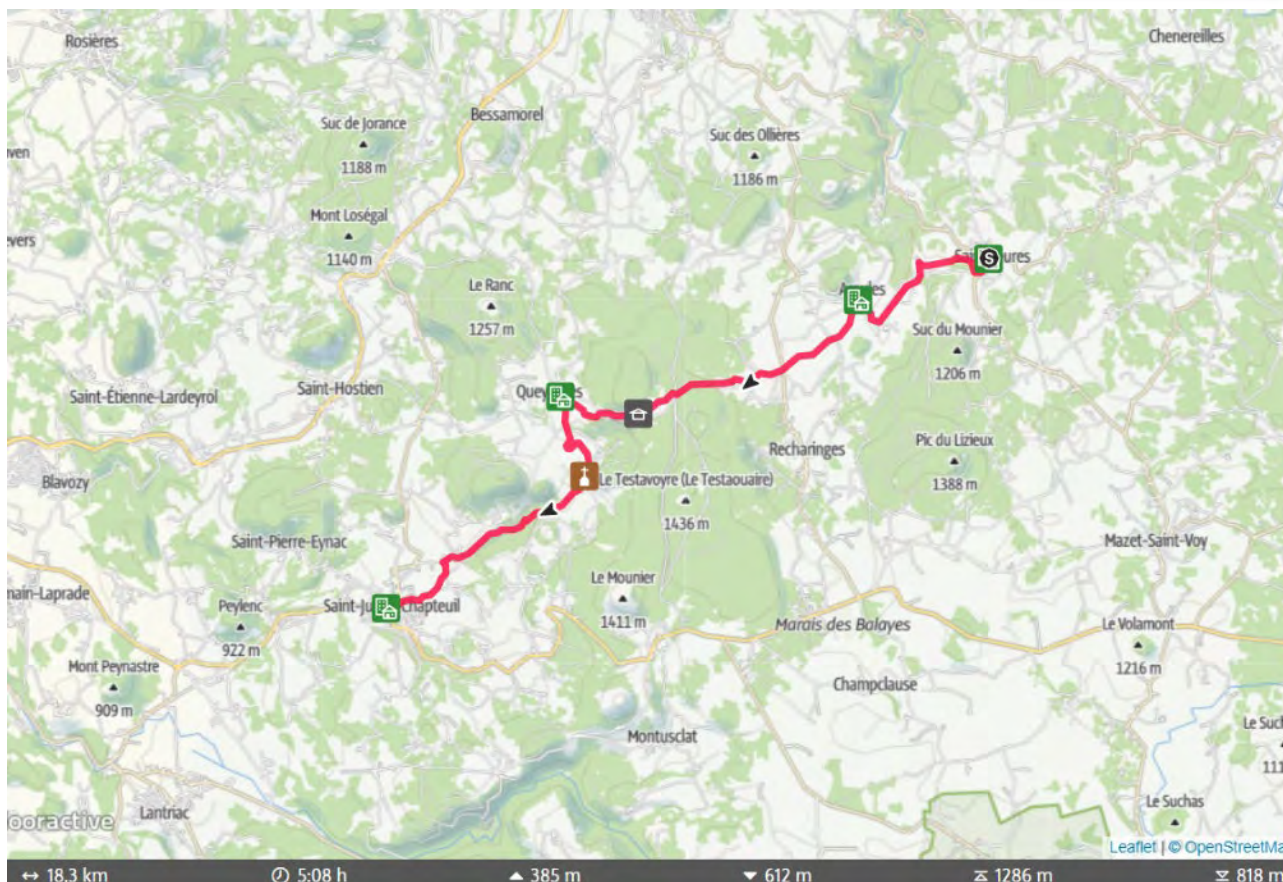 Rosières
Chenereilles
Suc de Jorance
1188 m
Bessamorel
Suc des Ollières
1186 m
Mont Loségal
1140 m
S
Le Ranc
1257 m
Suc du Mounier
1206 m
Saint-Étienne-Lardeyrol
Saint-Hostien
Recharinges
Pic du Lizieux
1388 m
Blavozy
Le Testavoyre (Le Testaouaire)
1436 m
Saint-Pierre-Eynac
Mazet-Saint-Voy
Le Mounier
1411 m
Peylenc
922 m
Marais des Balayes
Le Volamont
1216 m
Mont Peynastre
909 m
Champclause
Montusclat
Lantriac
Le Suchas
Leaflet | © OpenStreetMa
18.3 km 5:08 h 385 m 612 m 1286 m 818 m